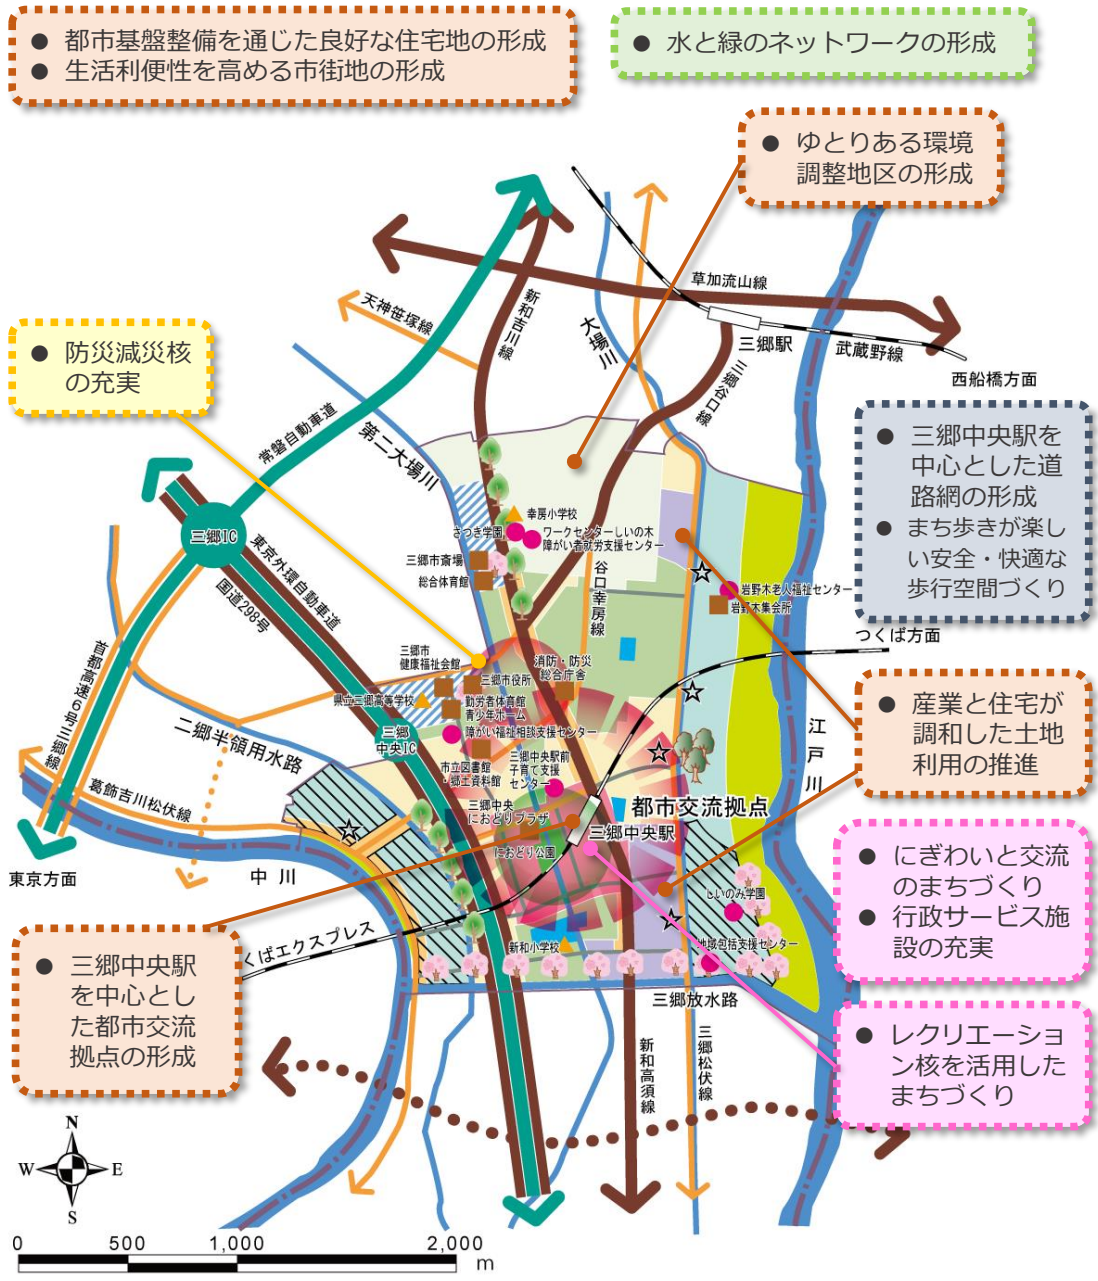 ● 都市基盤整備を通じた良好な住宅地の形成
● 生活利便性を高める市街地の形成
● 水と緑のネットワークの形成
● ゆとりある環境
調整地区の形成
● 防災減災核
の充実
● 三郷中央駅を
中心とした道
路網の形成
● まち歩きが楽し
い安全・快適な
歩行空間づくり
● 産業と住宅が
調和した土地
利用の推進
● にぎわいと交流
のまちづくり
● 行政サービス施
設の充実
● レクリエーショ
ン核を活用した
まちづくり
● 三郷中央駅
を中心とし
た都市交流
拠点の形成
草加流山線
新和吉川線
天神笹塚線
大場川
三郷駅
武蔵野線
西船橋方面
三郷谷口線
常磐自動車道
第二大場川
三郷IC
東京外環自動車道
国道298号
幸房小学校
さつき学園
ワークセンターしいの木
障がい者就労支援センター
三郷市斎場
総合体育館
谷口幸房線
岩野木老人福祉センター
岩野木集会所
つくば方面
首都高速6号三郷線
三郷市
健康福祉会館
三郷市役所
消防・防災
総合庁舎
県立三郷高等学校
勤労者体育館
青少年ホーム
障がい福祉相談支援センター
三郷
中央IC
二郷半領用水路
市立図書館
・郷土資料館
三郷中央駅前
子育て支援
センター
江戸川
葛飾吉川松伏線
三郷中央
におどりプラザ
都市交流拠点
三郷中央駅
におどり公園
東京方面
中川
しいのみ学園
くばエクスプレス
新和小学校
地域包括支援センター
三郷放水路
新和高須線
三郷松伏線
N
W
E
S
0
500
1,000
2,000
m